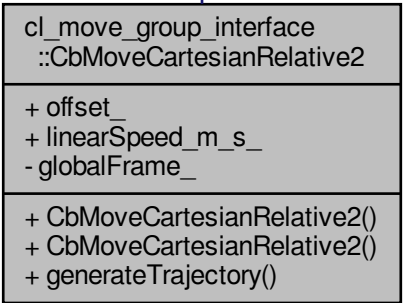 cl_move_group_interface
::CbMoveCartesianRelative2
+ offset_
+ linearSpeed_m_s_
- globalFrame_
+ CbMoveCartesianRelative2()
+ CbMoveCartesianRelative2()
+ generateTrajectory()